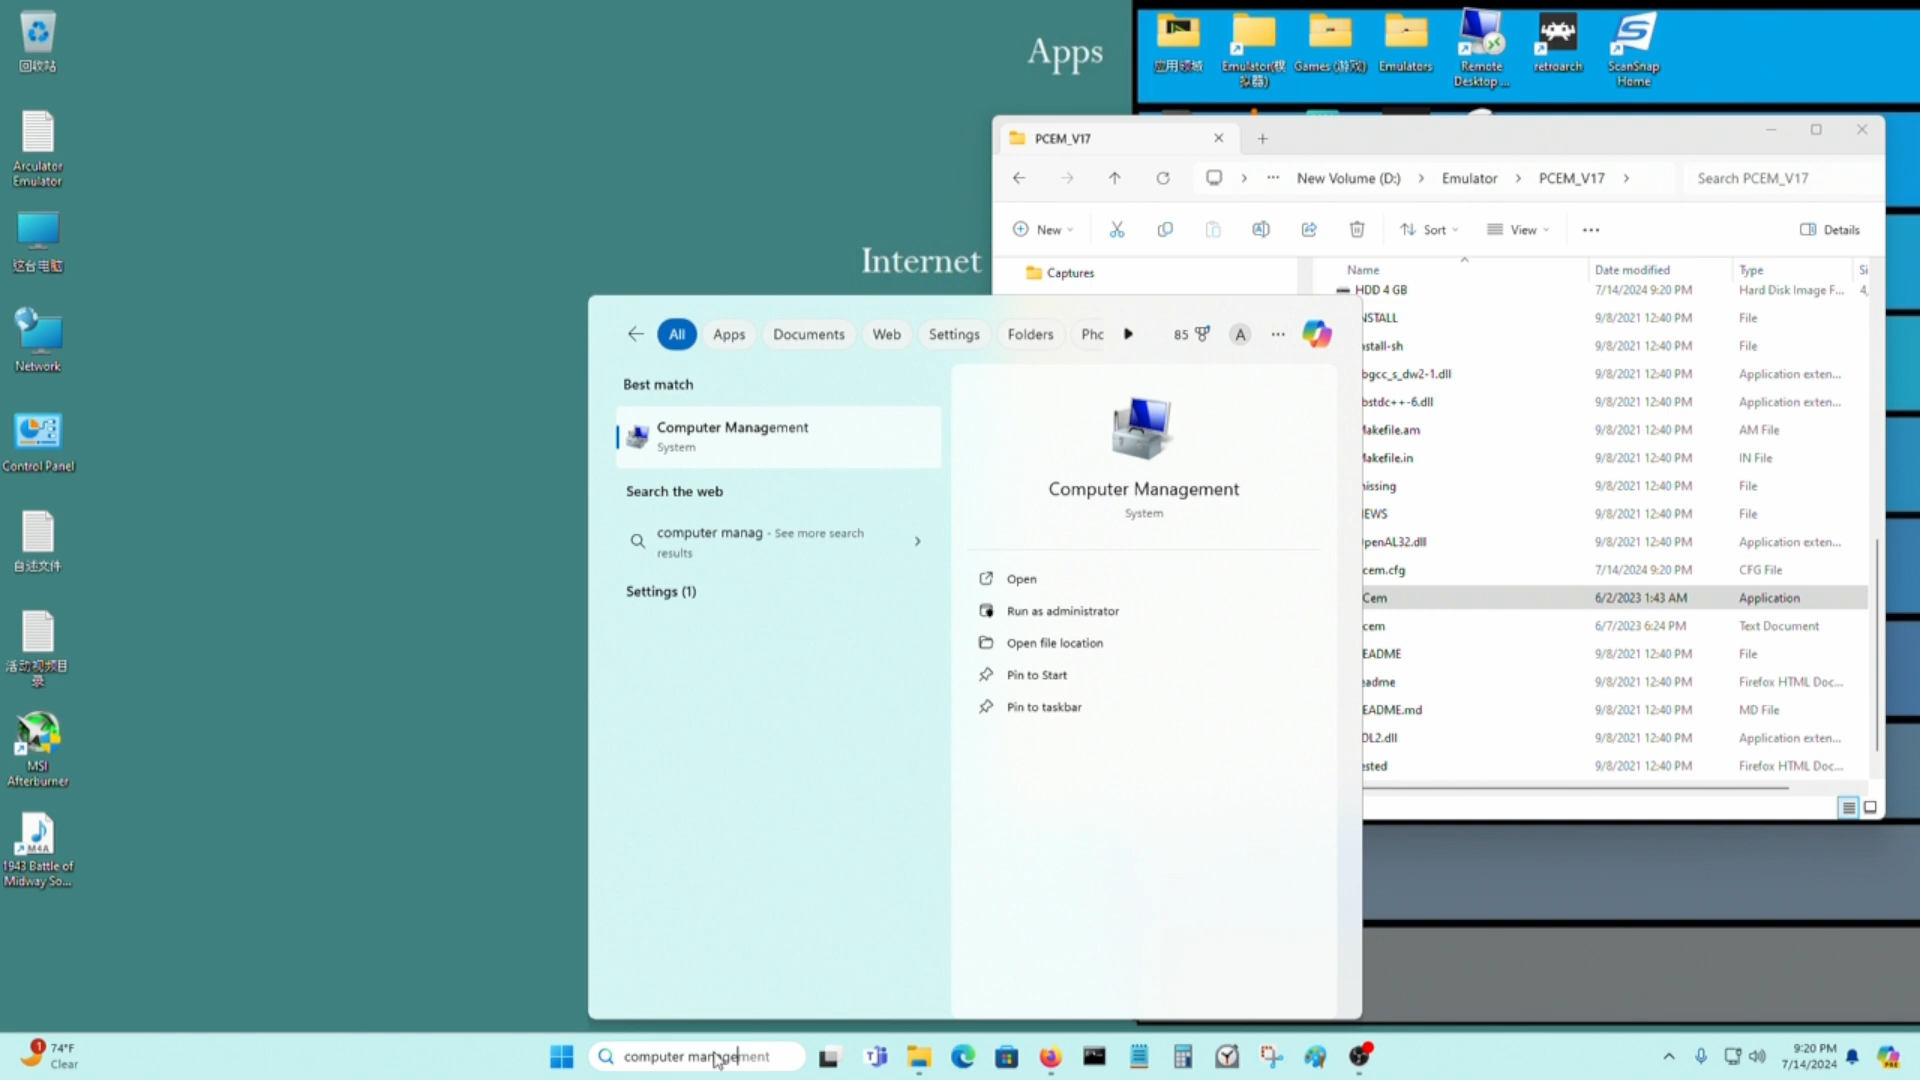 回收站
Arculator
Emulator
这台电脑
Network
Control Panel
自述文件
活动视频目
录
MSI
Afterburner
M4A
1943 Battle of
Midway So...
Apps
Internet
应用领域
Emulator(模
拟器)
Games (游戏)
Emulators
Remote
Desktop ...
retroarch
ScanSnap
Home
PCEM_V17
New Volume (D:)
Emulator
PCEM_V17
Search PCEM_V17
New
Sort
View
Details
Captures
Name
Date modified
Type
Si
HDD 4 GB
7/14/2024 9:20 PM
Hard Disk Image F...
4,
NSTALL
9/8/2021 12:40 PM
File
nstall-sh
9/8/2021 12:40 PM
File
bgcc_s_dw2-1.dll
9/8/2021 12:40 PM
Application exten...
bstdc++-6.dll
9/8/2021 12:40 PM
Application exten...
Makefile.am
9/8/2021 12:40 PM
AM File
Makefile.in
9/8/2021 12:40 PM
IN File
missing
9/8/2021 12:40 PM
File
NEWS
9/8/2021 12:40 PM
File
OpenAL32.dll
9/8/2021 12:40 PM
Application exten...
cem.cfg
7/14/2024 9:20 PM
CFG File
Cem
6/2/2023 1:43 AM
Application
cem
6/7/2023 6:24 PM
Text Document
EADME
9/8/2021 12:40 PM
File
eadme
9/8/2021 12:40 PM
Firefox HTML Doc...
EADME.md
9/8/2021 12:40 PM
MD File
DL2.dll
9/8/2021 12:40 PM
Application exten...
ested
9/8/2021 12:40 PM
Firefox HTML Doc...
All
Apps
Documents
Web
Settings
Folders
Phc
85
A
Best match
Computer Management
System
Search the web
computer manag - See more search
results
Settings (1)
Computer Management
System
Open
Run as administrator
Open file location
Pin to Start
Pin to taskbar
1
74°F
Clear
computer management
9:20 PM
7/14/2024
PRE